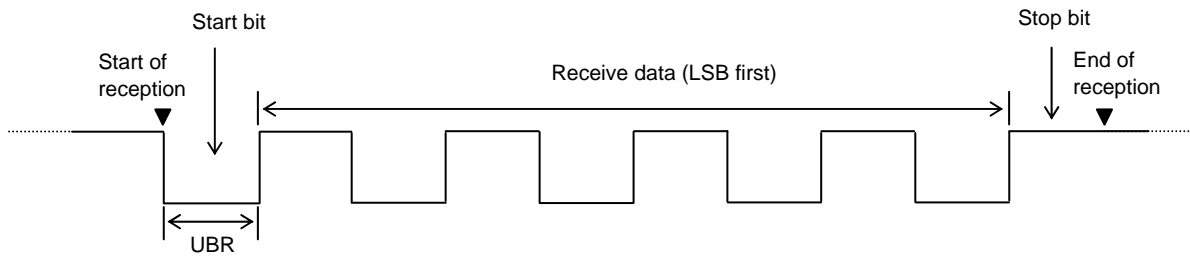 Start bit
Stop bit
Start of
reception
Receive data (LSB first)
End of
reception
UBR